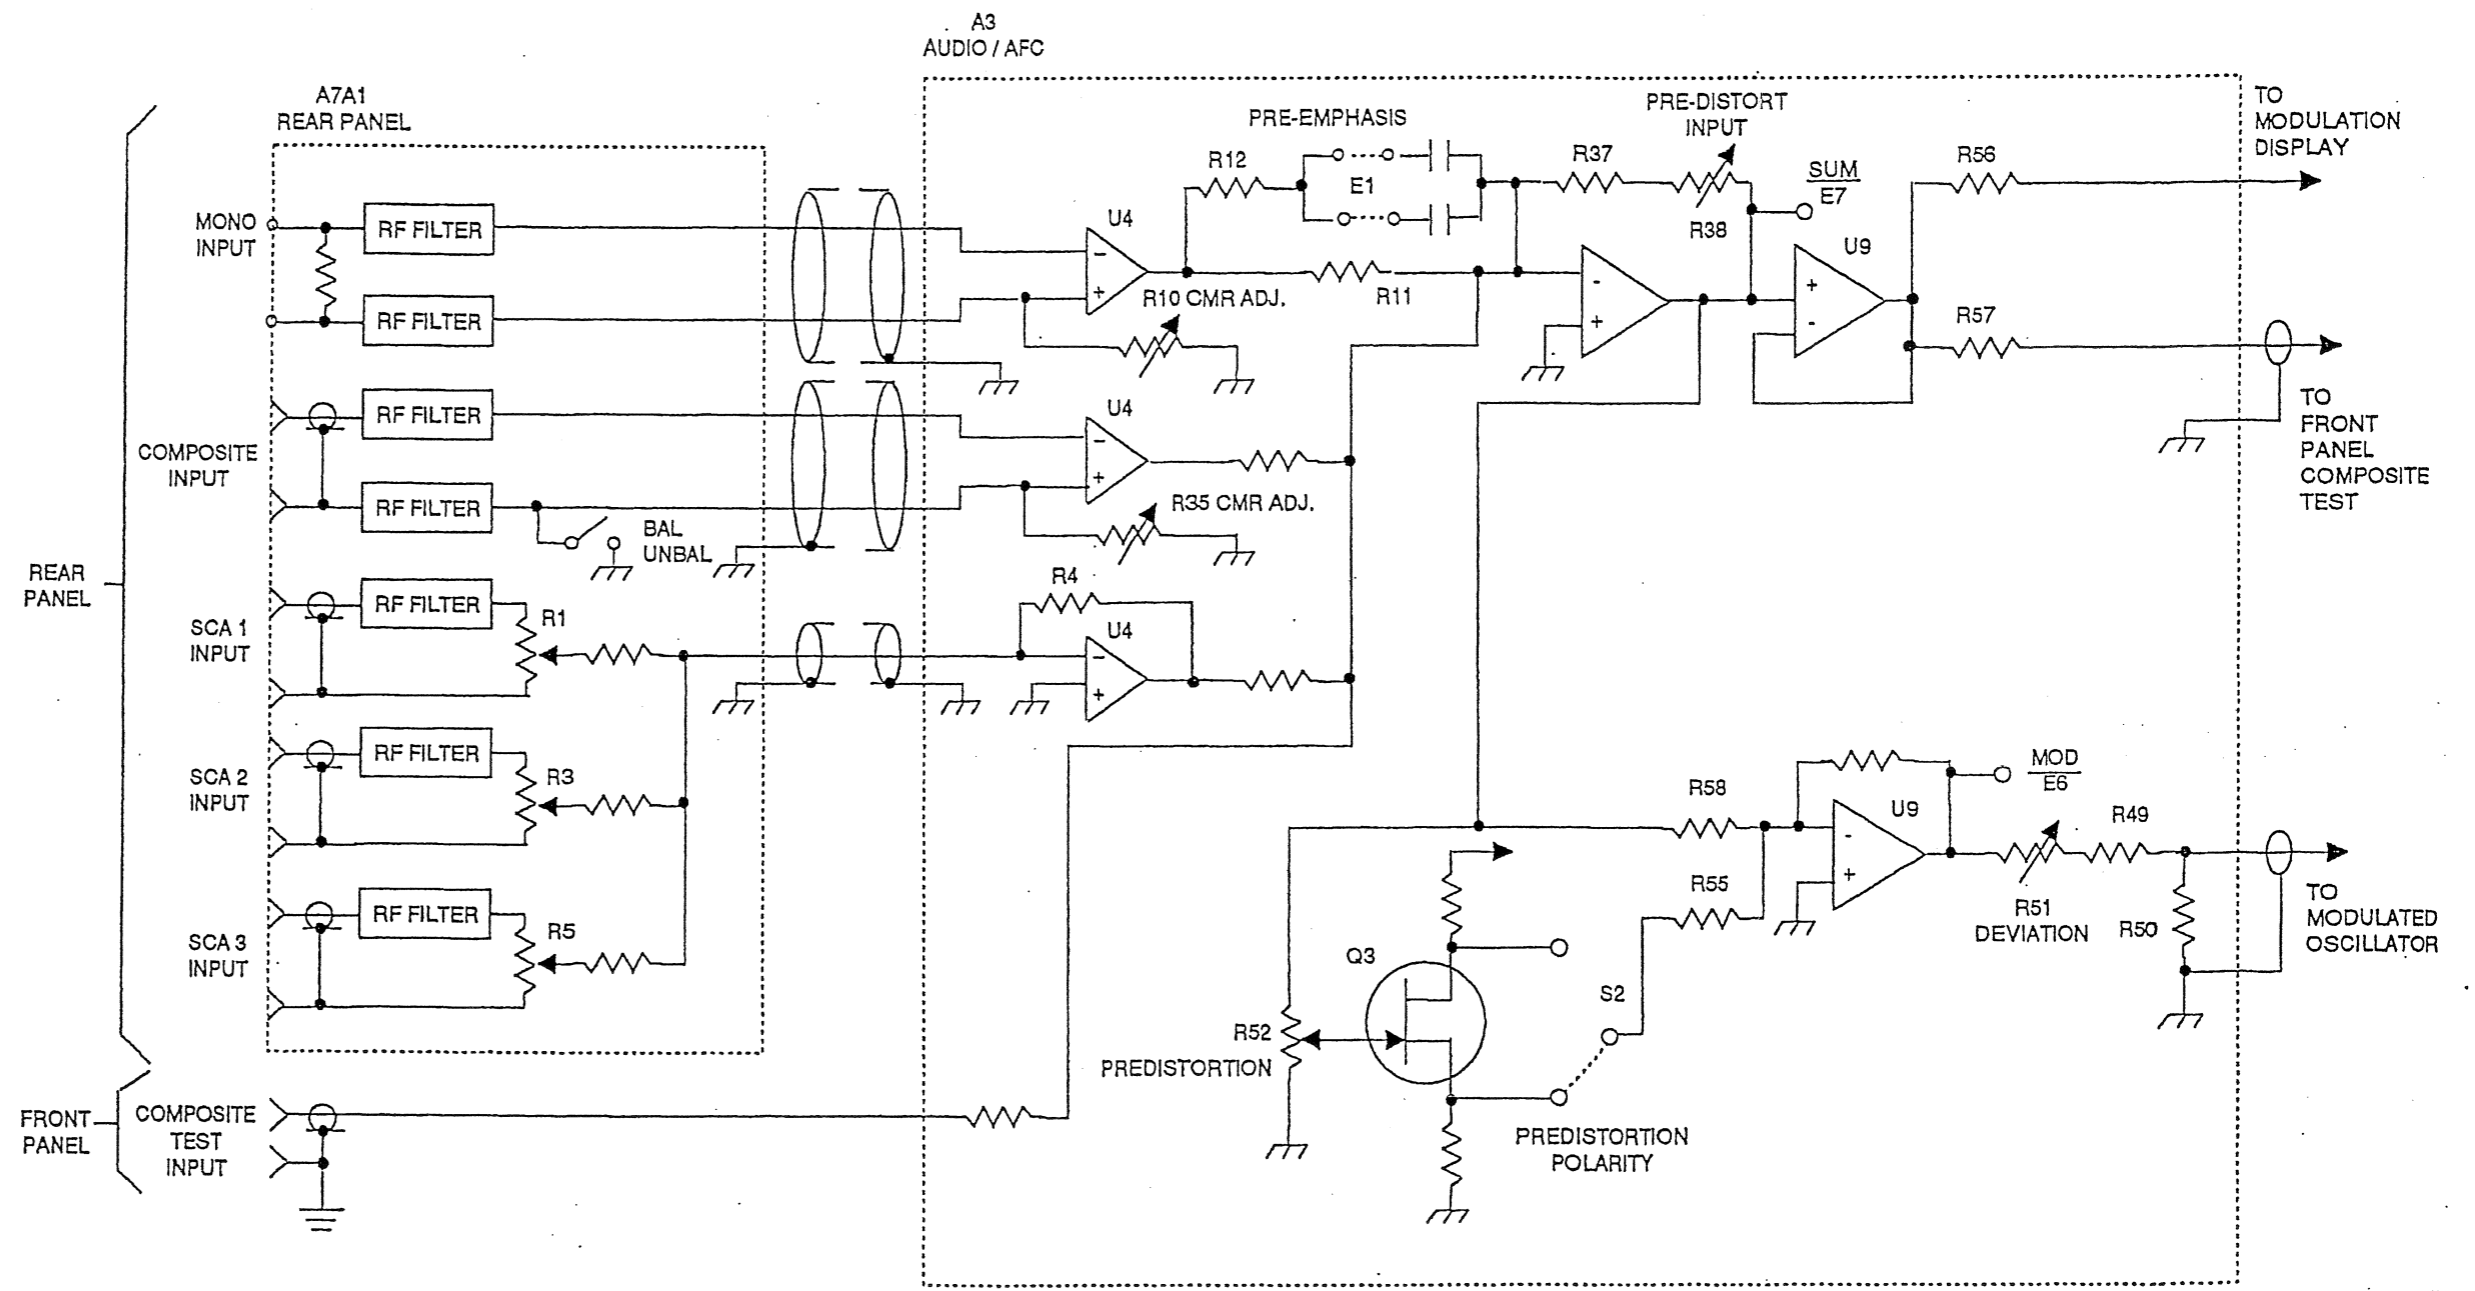 A3
AUDIO / AFC
A7A1
REAR PANEL
PRE-EMPHASIS
PRE-DISTORT
INPUT
TO
MODULATION
DISPLAY
R12
E1
R37
R38
SUM
E7
R56
MONO
INPUT
RF FILTER
RF FILTER
U4
-
+
R10 CMR ADJ.
R11
-
+
U9
+
-
R57
TO
FRONT
PANEL
COMPOSITE
TEST
COMPOSITE
INPUT
RF FILTER
RF FILTER
BAL
UNBAL
U4
-
+
R35 CMR ADJ.
REAR
PANEL
SCA 1
INPUT
RF FILTER
R1
R4
U4
-
+
SCA 2
INPUT
RF FILTER
R3
SCA 3
INPUT
RF FILTER
R5
R58
R55
U9
-
+
MOD
E6
R49
R51
DEVIATION
R50
TO
MODULATED
OSCILLATOR
Q3
S2
R52
PREDISTORTION
PREDISTORTION
POLARITY
FRONT
PANEL
COMPOSITE
TEST
INPUT